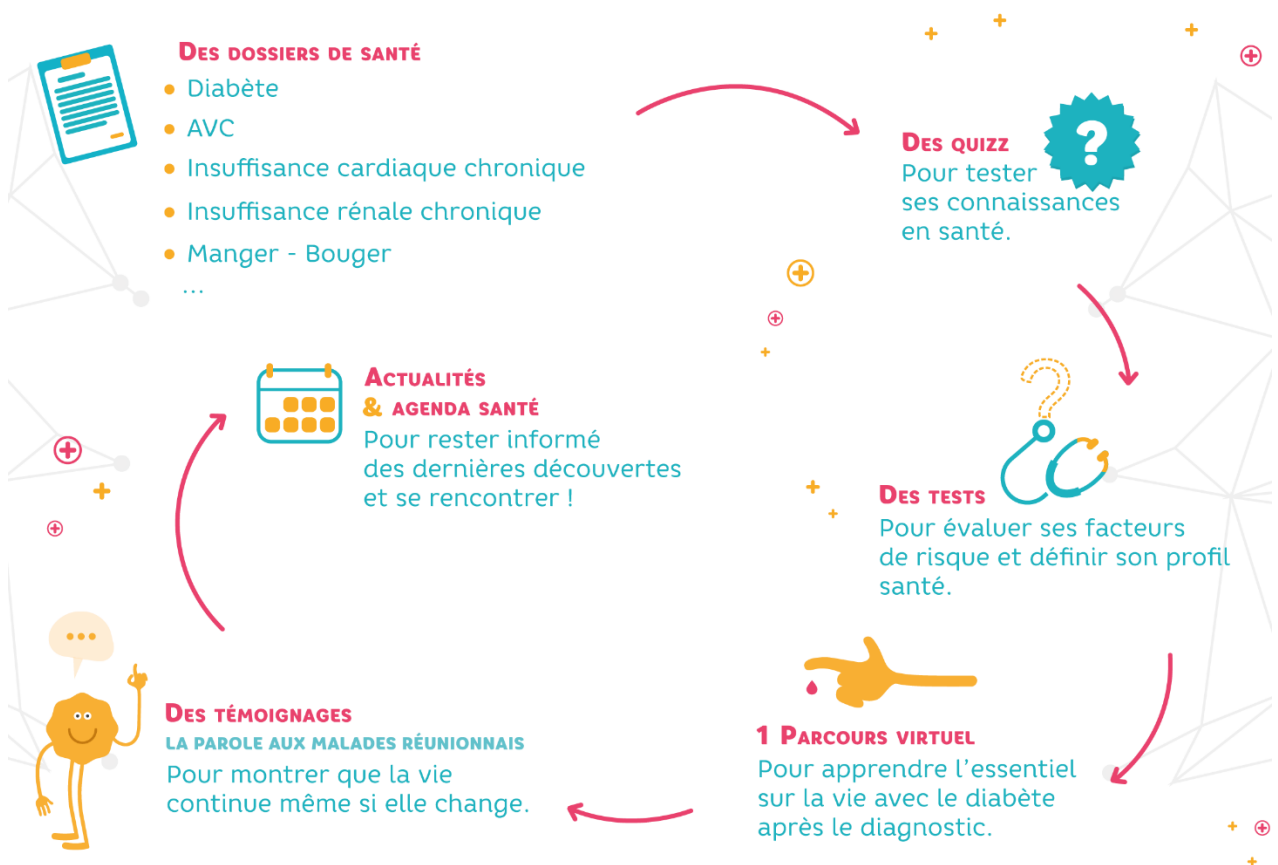 Des dossiers de santé
• Diabète
• AVC
• Insuffisance cardiaque chronique
• Insuffisance rénale chronique
• Manger - Bouger
...
Des quizz
Pour tester
ses connaissances
en santé.
?
Des tests
Pour évaluer ses facteurs
de risque et définir son profil
santé.
1 Parcours virtuel
Pour apprendre l'essentiel
sur la vie avec le diabète
après le diagnostic.
Des témoignages
LA PAROLE AUX MALADES RÉUNIONNAIS
Pour montrer que la vie
continue même si elle change.
Actualités
& agenda santé
Pour rester informé
des dernières découvertes
et se rencontrer !